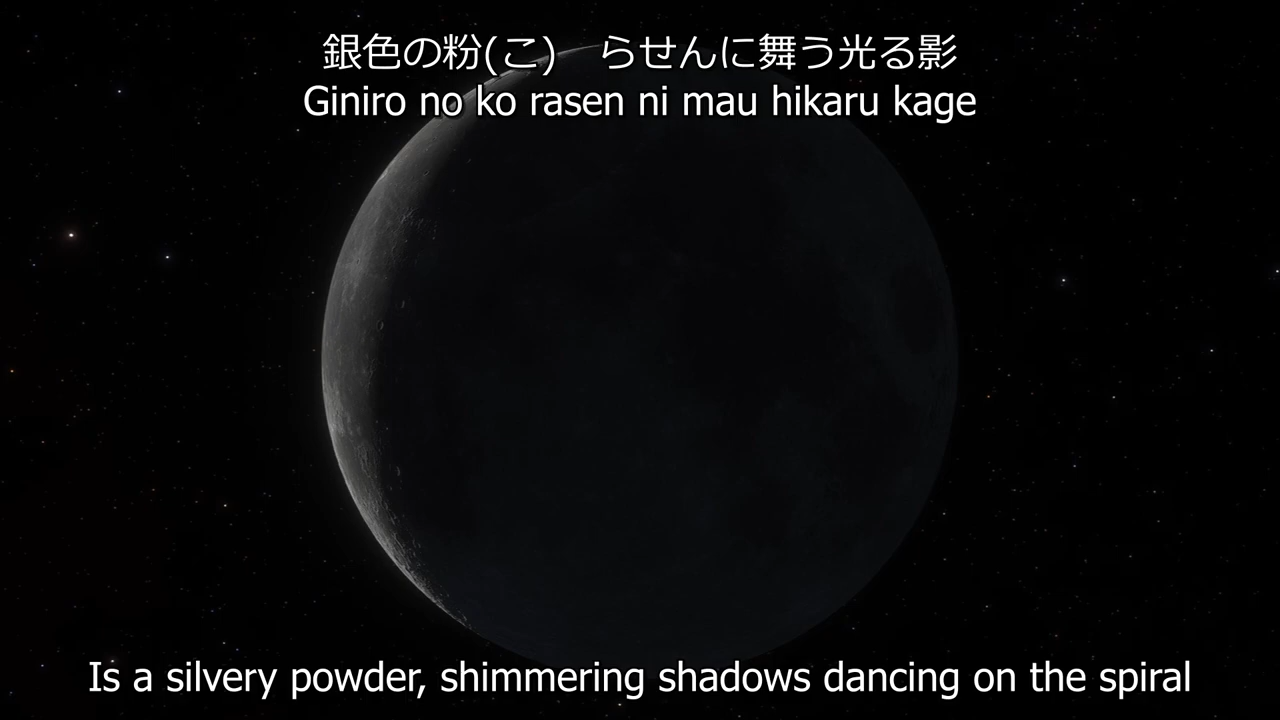 銀色の粉(こ)　らせんに舞う光る影
Giniro no ko rasen ni mau hikaru kage
Is a silvery powder, shimmering shadows dancing on the spiral